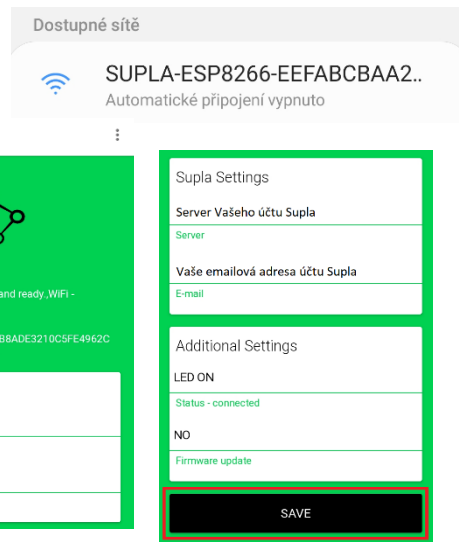 Dostupné sítě
SUPLA-ESP8266-EEFABCBAA2..
Automatické připojení vypnuto
and ready.,WiFi -
B8ADE3210C5FE4962C
Supla Settings
Server Vašeho účtu Supla
Server
Vaše emailová adresa účtu Supla
E-mail
Additional Settings
LED ON
Status - connected
NO
Firmware update
SAVE